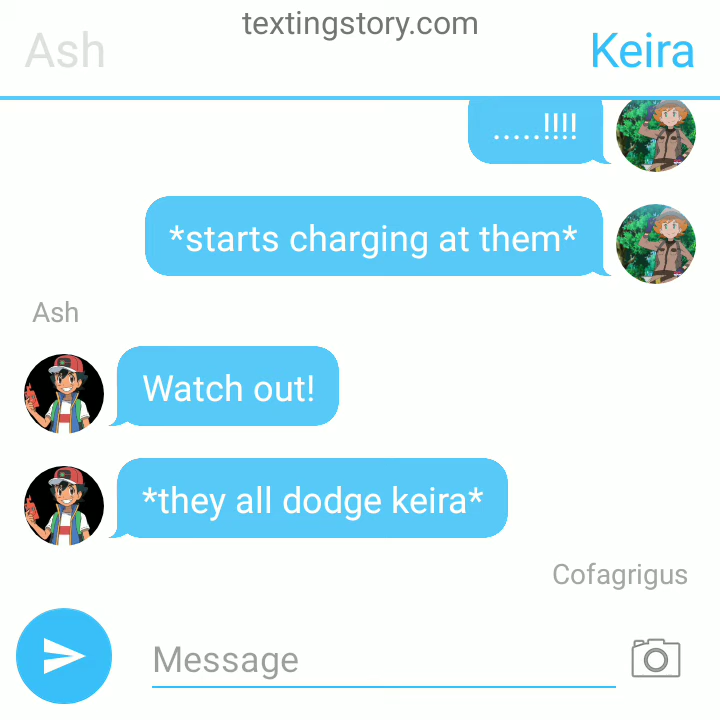 textingstory.com
Ash
Keira
.....!!!!
*starts charging at them*
Ash
Watch out!
*they all dodge keira*
Cofagrigus
Message